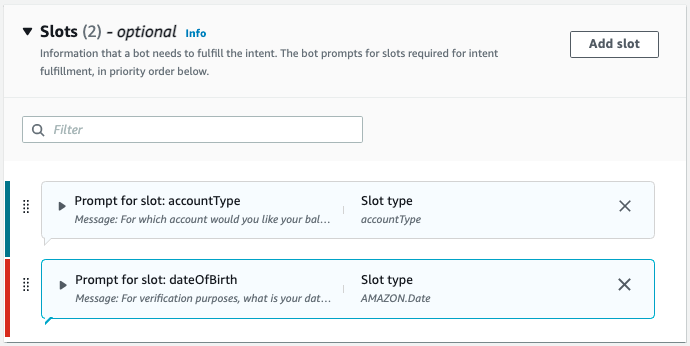 Slots (2) - optional Info
Information that a bot needs to fulfill the intent. The bot prompts for slots required for intent
fulfillment, in priority order below.
Add slot
Filter
Prompt for slot: accountType
Message: For which account would you like your bal...
Slot type
accountType
Prompt for slot: dateOfBirth
Message: For verification purposes, what is your dat...
Slot type
AMAZON.Date